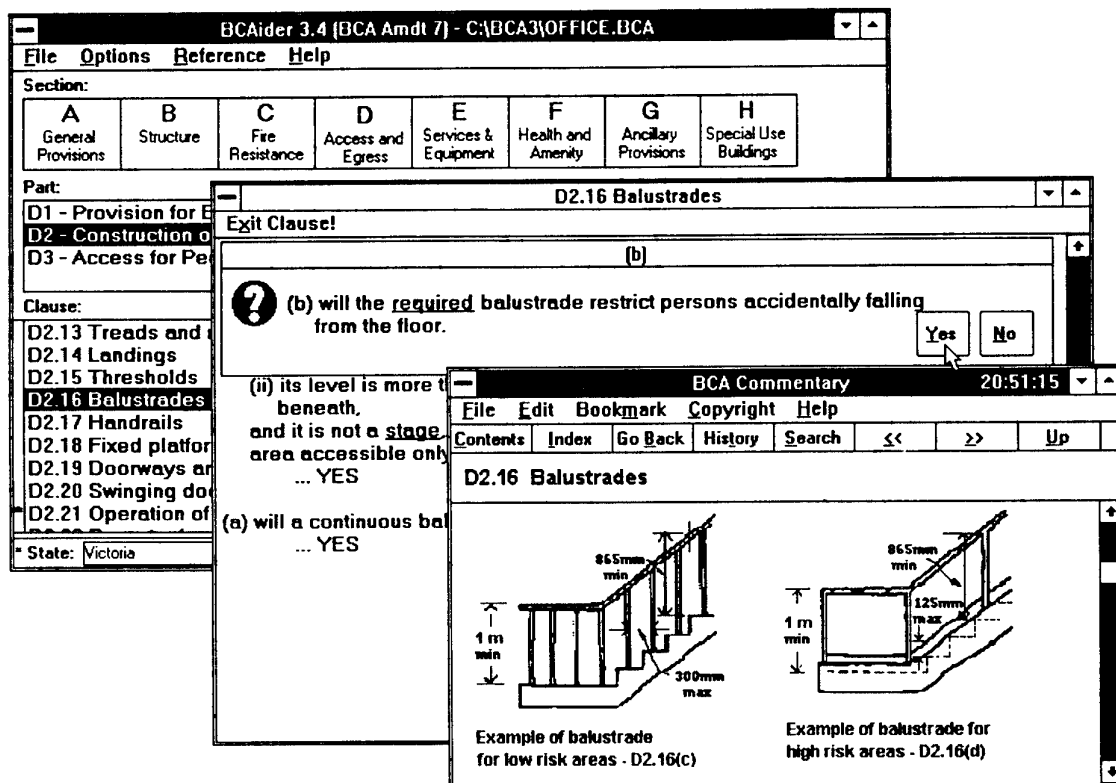 BCAider 3.4 (BCA Amdt 7) - C:\BCA3\OFFICE.BCA
File Options Reference Help
Section:
A B C D E F G H
General Provisions Structure Fire Resistance Access and Egress Services & Equipment Health and Amenity Ancillary Provisions Special Use Buildings
Part:
D1 - Provision for E
D2 - Construction o
D3 - Access for Pe
Clause:
D2.13 Treads and
D2.14 Landings
D2.15 Thresholds
D2.16 Balustrades
D2.17 Handrails
D2.18 Fixed platfor
D2.19 Doorways ar
D2.20 Swinging do
D2.21 Operation of
State: Victoria
D2.16 Balustrades
Exit Clause!
(b)
(b) will the required balustrade restrict persons accidentally falling
from the floor.
Yes No
(ii) its level is more t
beneath,
and it is not a stage
area accessible only
... YES
(a) will a continuous bal
... YES
BCA Commentary 20:51:15
File Edit Bookmark Copyright Help
Contents Index Go Back History Search << >> Up
D2.16 Balustrades
865mm
min
1 m
min
300mm
max
Example of balustrade
for low risk areas - D2.16(c)
865mm
min
125mm
max
1 m
min
Example of balustrade for
high risk areas - D2.16(d)